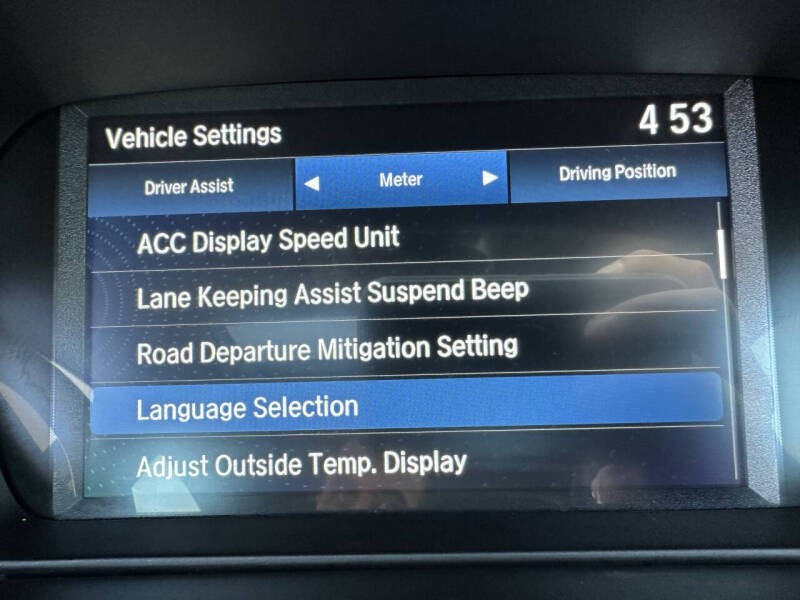 Vehicle Settings
4 53
Driver Assist
Meter
Driving Position
ACC Display Speed Unit
Lane Keeping Assist Suspend Beep
Road Departure Mitigation Setting
Language Selection
Adjust Outside Temp. Display